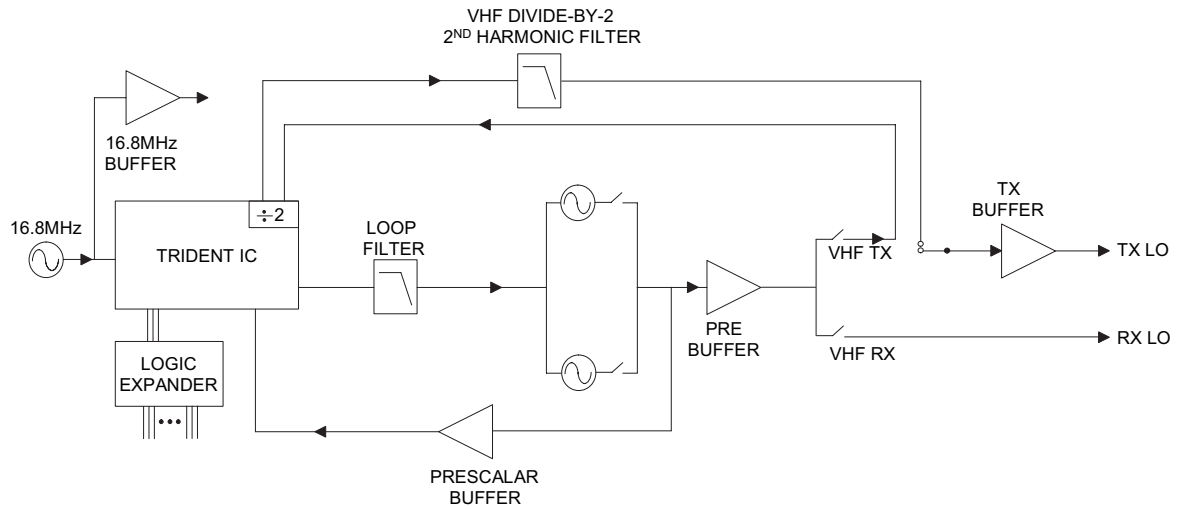 VHF DIVIDE-BY-2
2ND HARMONIC FILTER
16.8MHz
BUFFER
16.8MHz
÷2
TRIDENT IC
LOOP
FILTER
TX
BUFFER
VHF TX
TX LO
PRE
BUFFER
VHF RX
RX LO
LOGIC
EXPANDER
PRESCALAR
BUFFER